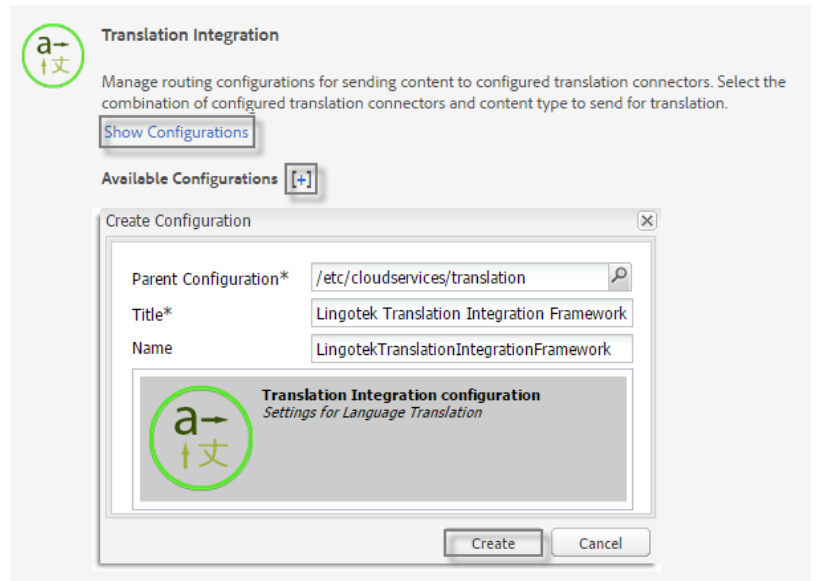 Translation Integration
a
丈
Manage routing configurations for sending content to configured translation connectors. Select the
combination of configured translation connectors and content type to send for translation.
Show Configurations
Available Configurations [+]
Create Configuration
Parent Configuration* /etc/cloudservices/translation
Title* Lingotek Translation Integration Framework
Name LingotekTranslationIntegrationFramework
Translation Integration configuration
Settings for Language Translation
a
丈
Create Cancel